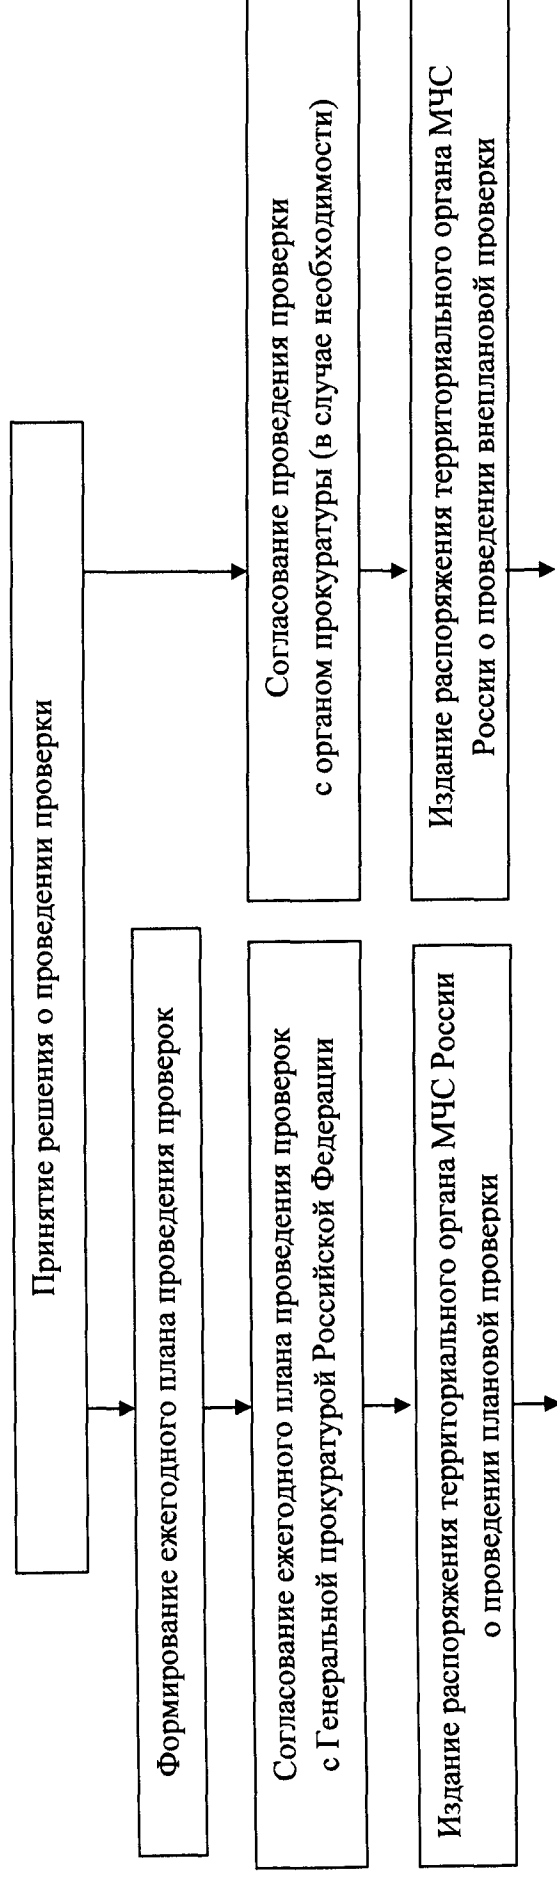 Принятие решения о проведении проверки
Формирование ежегодного плана проведения проверок
Согласование ежегодного плана проведения проверок
с Генеральной прокуратурой Российской Федерации
Издание распоряжения территориального органа МЧС России
о проведении плановой проверки
Согласование проведения проверки
с органом прокуратуры (в случае необходимости)
Издание распоряжения территориального органа МЧС
России о проведении внеплановой проверки